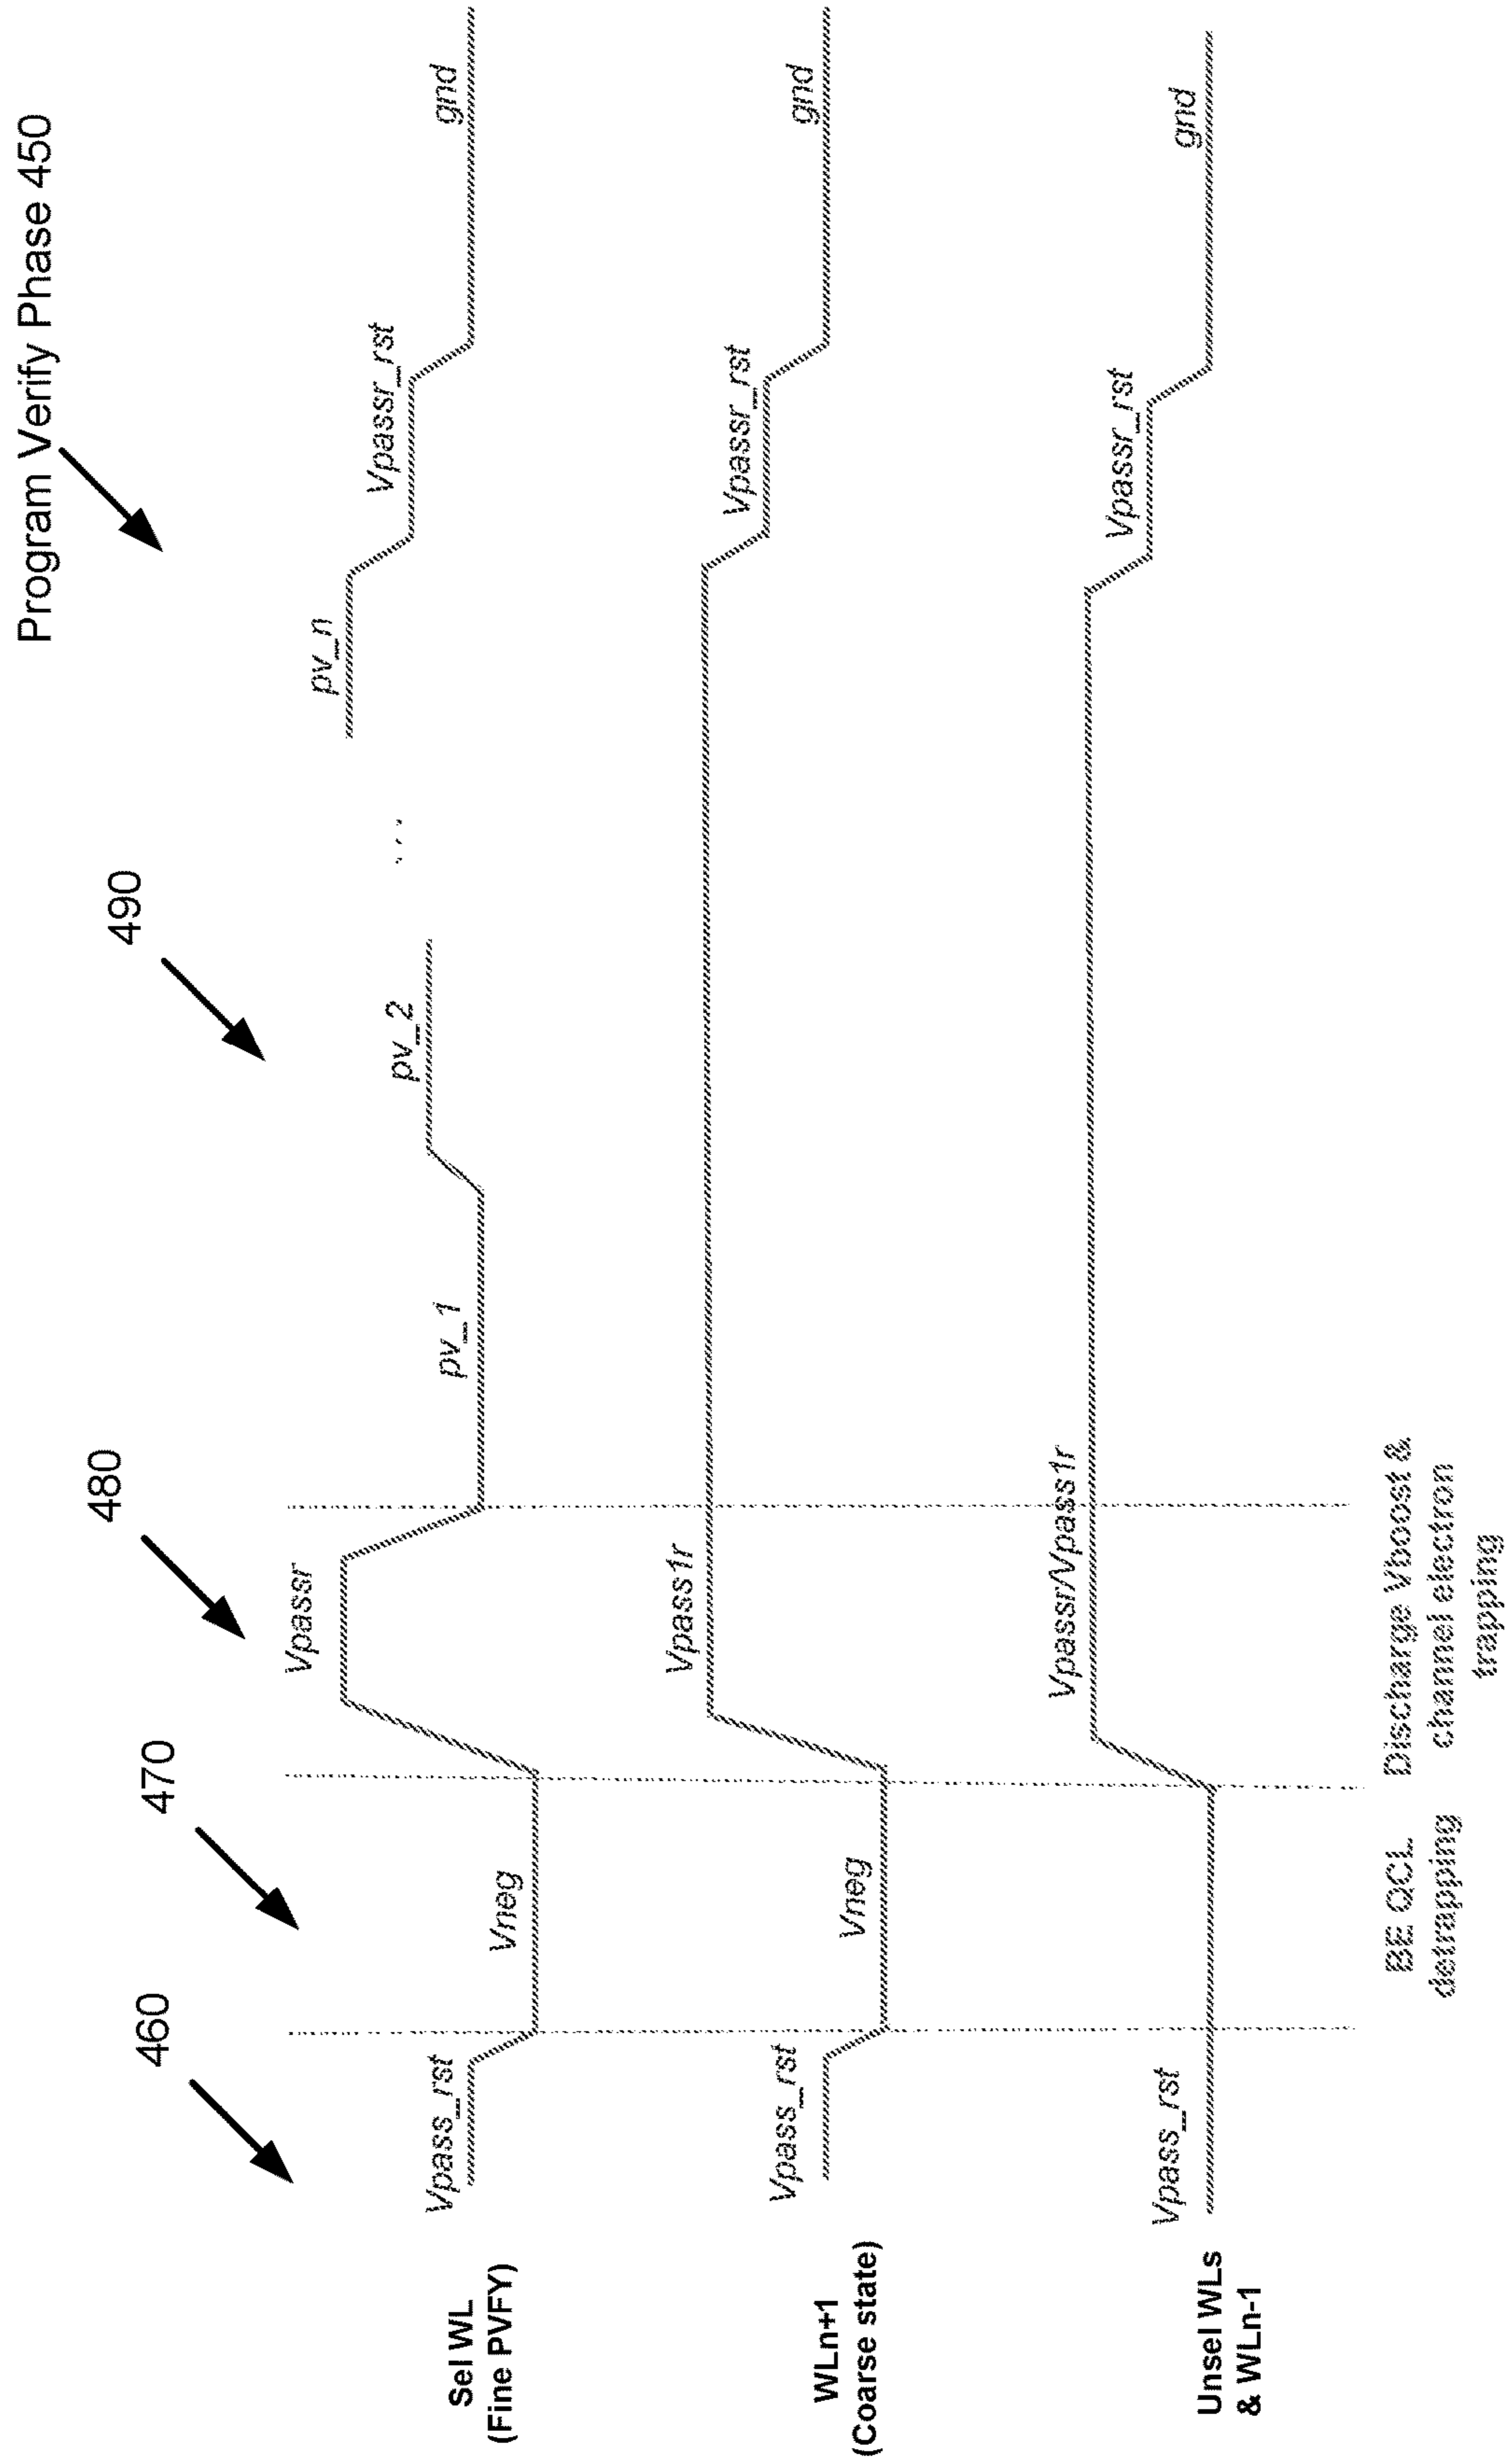 Program Verify Phase 450
460
470
480
490
Sel WL
(Fine PVFY)
Vpass_rst
Vneg
Vpassr
pv_1
pv_2
...
pv_n
Vpassr_rst
gnd
WLn+1
(Coarse state)
Vpass_rst
Vneg
Vpass1r
Vpassr_rst
gnd
Unsel WLs
& WLn-1
Vpass_rst
Vpassr/Vpass1r
Vpassr_rst
gnd
BE QCL
detrapping
Discharge Vboost &
channel electron
trapping